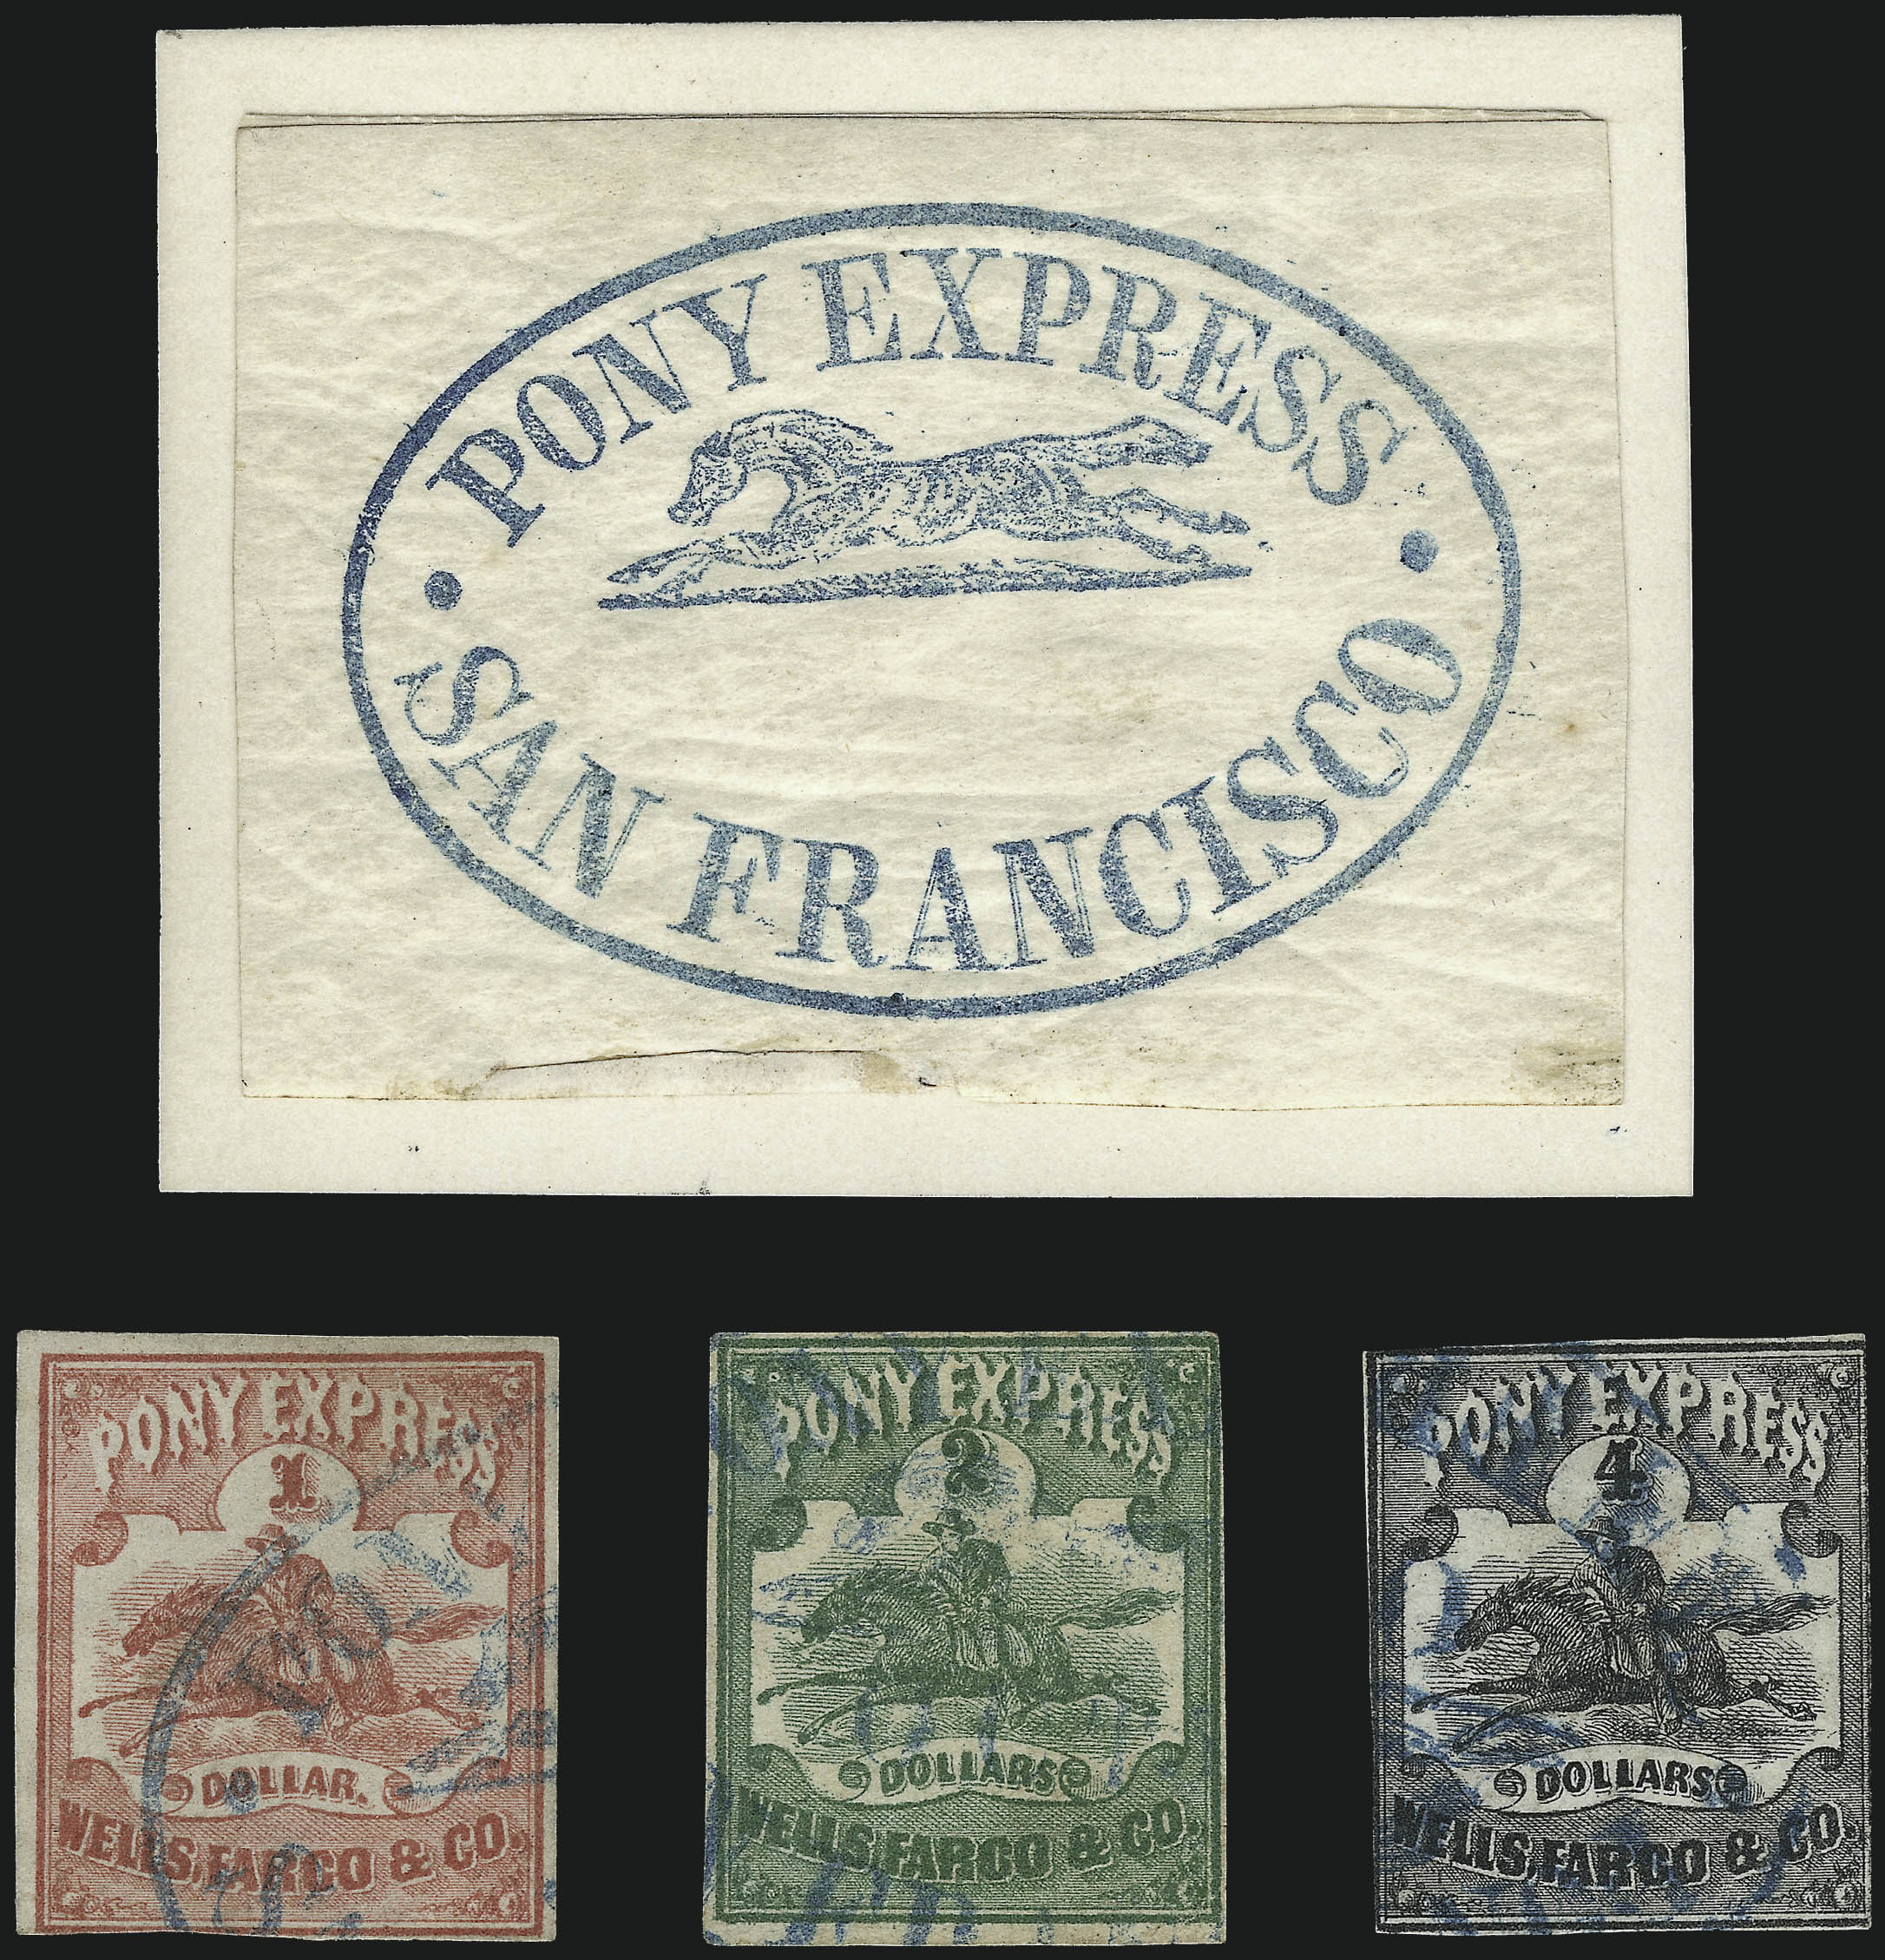 • PONY EXPRESS •
SAN FRANCISCO
PONY EXPRESS
1
DOLLAR.
WELLS, FARGO & CO.
PONY EXPRESS
2
DOLLARS
WELLS, FARGO & CO.
PONY EXPRESS
4
DOLLARS
WELLS, FARGO & CO.